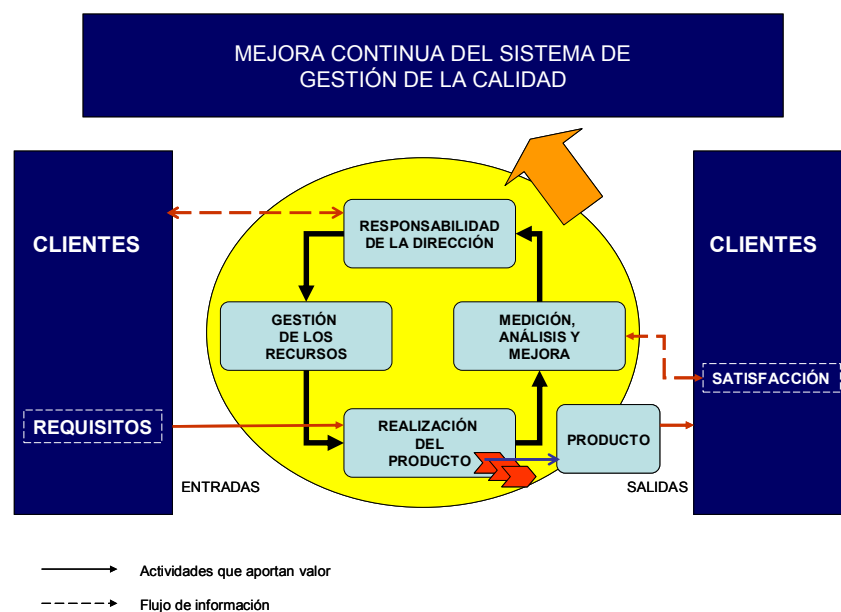 MEJORA CONTINUA DEL SISTEMA DE
GESTIÓN DE LA CALIDAD
CLIENTES
REQUISITOS
RESPONSABILIDAD
DE LA DIRECCIÓN
GESTIÓN
DE LOS
RECURSOS
MEDICIÓN,
ANÁLISIS Y
MEJORA
REALIZACIÓN
DEL
PRODUCTO
PRODUCTO
CLIENTES
SATISFACCIÓN
ENTRADAS
SALIDAS
Actividades que aportan valor
Flujo de información